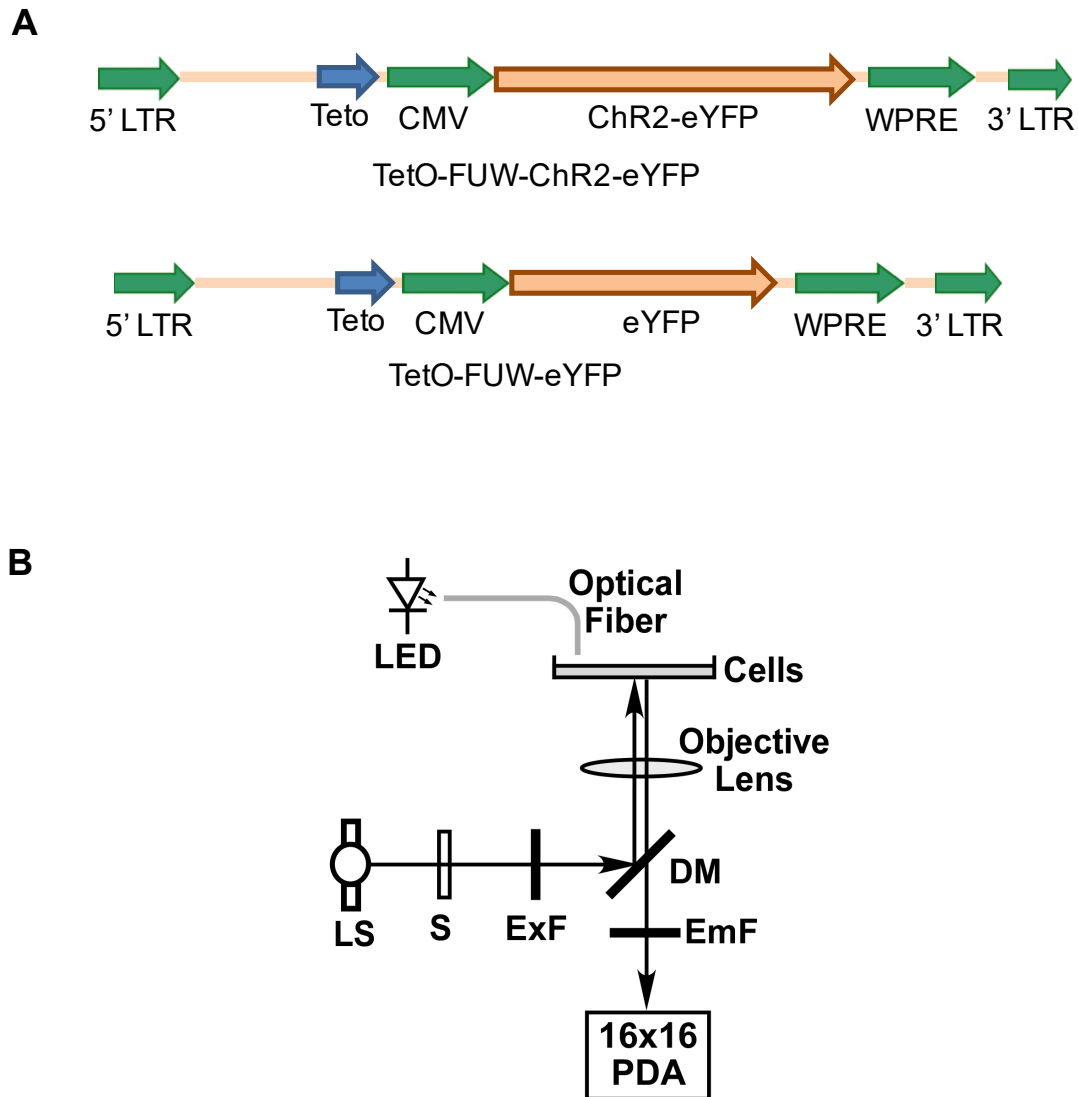 A
5’ LTR Teto CMV ChR2-eYFP WPRE 3’ LTR
TetO-FUW-ChR2-eYFP
5’ LTR Teto CMV eYFP WPRE 3’ LTR
TetO-FUW-eYFP
B
LED
Optical
Fiber
Cells
Objective
Lens
LS S ExF DM
EmF
16x16
PDA